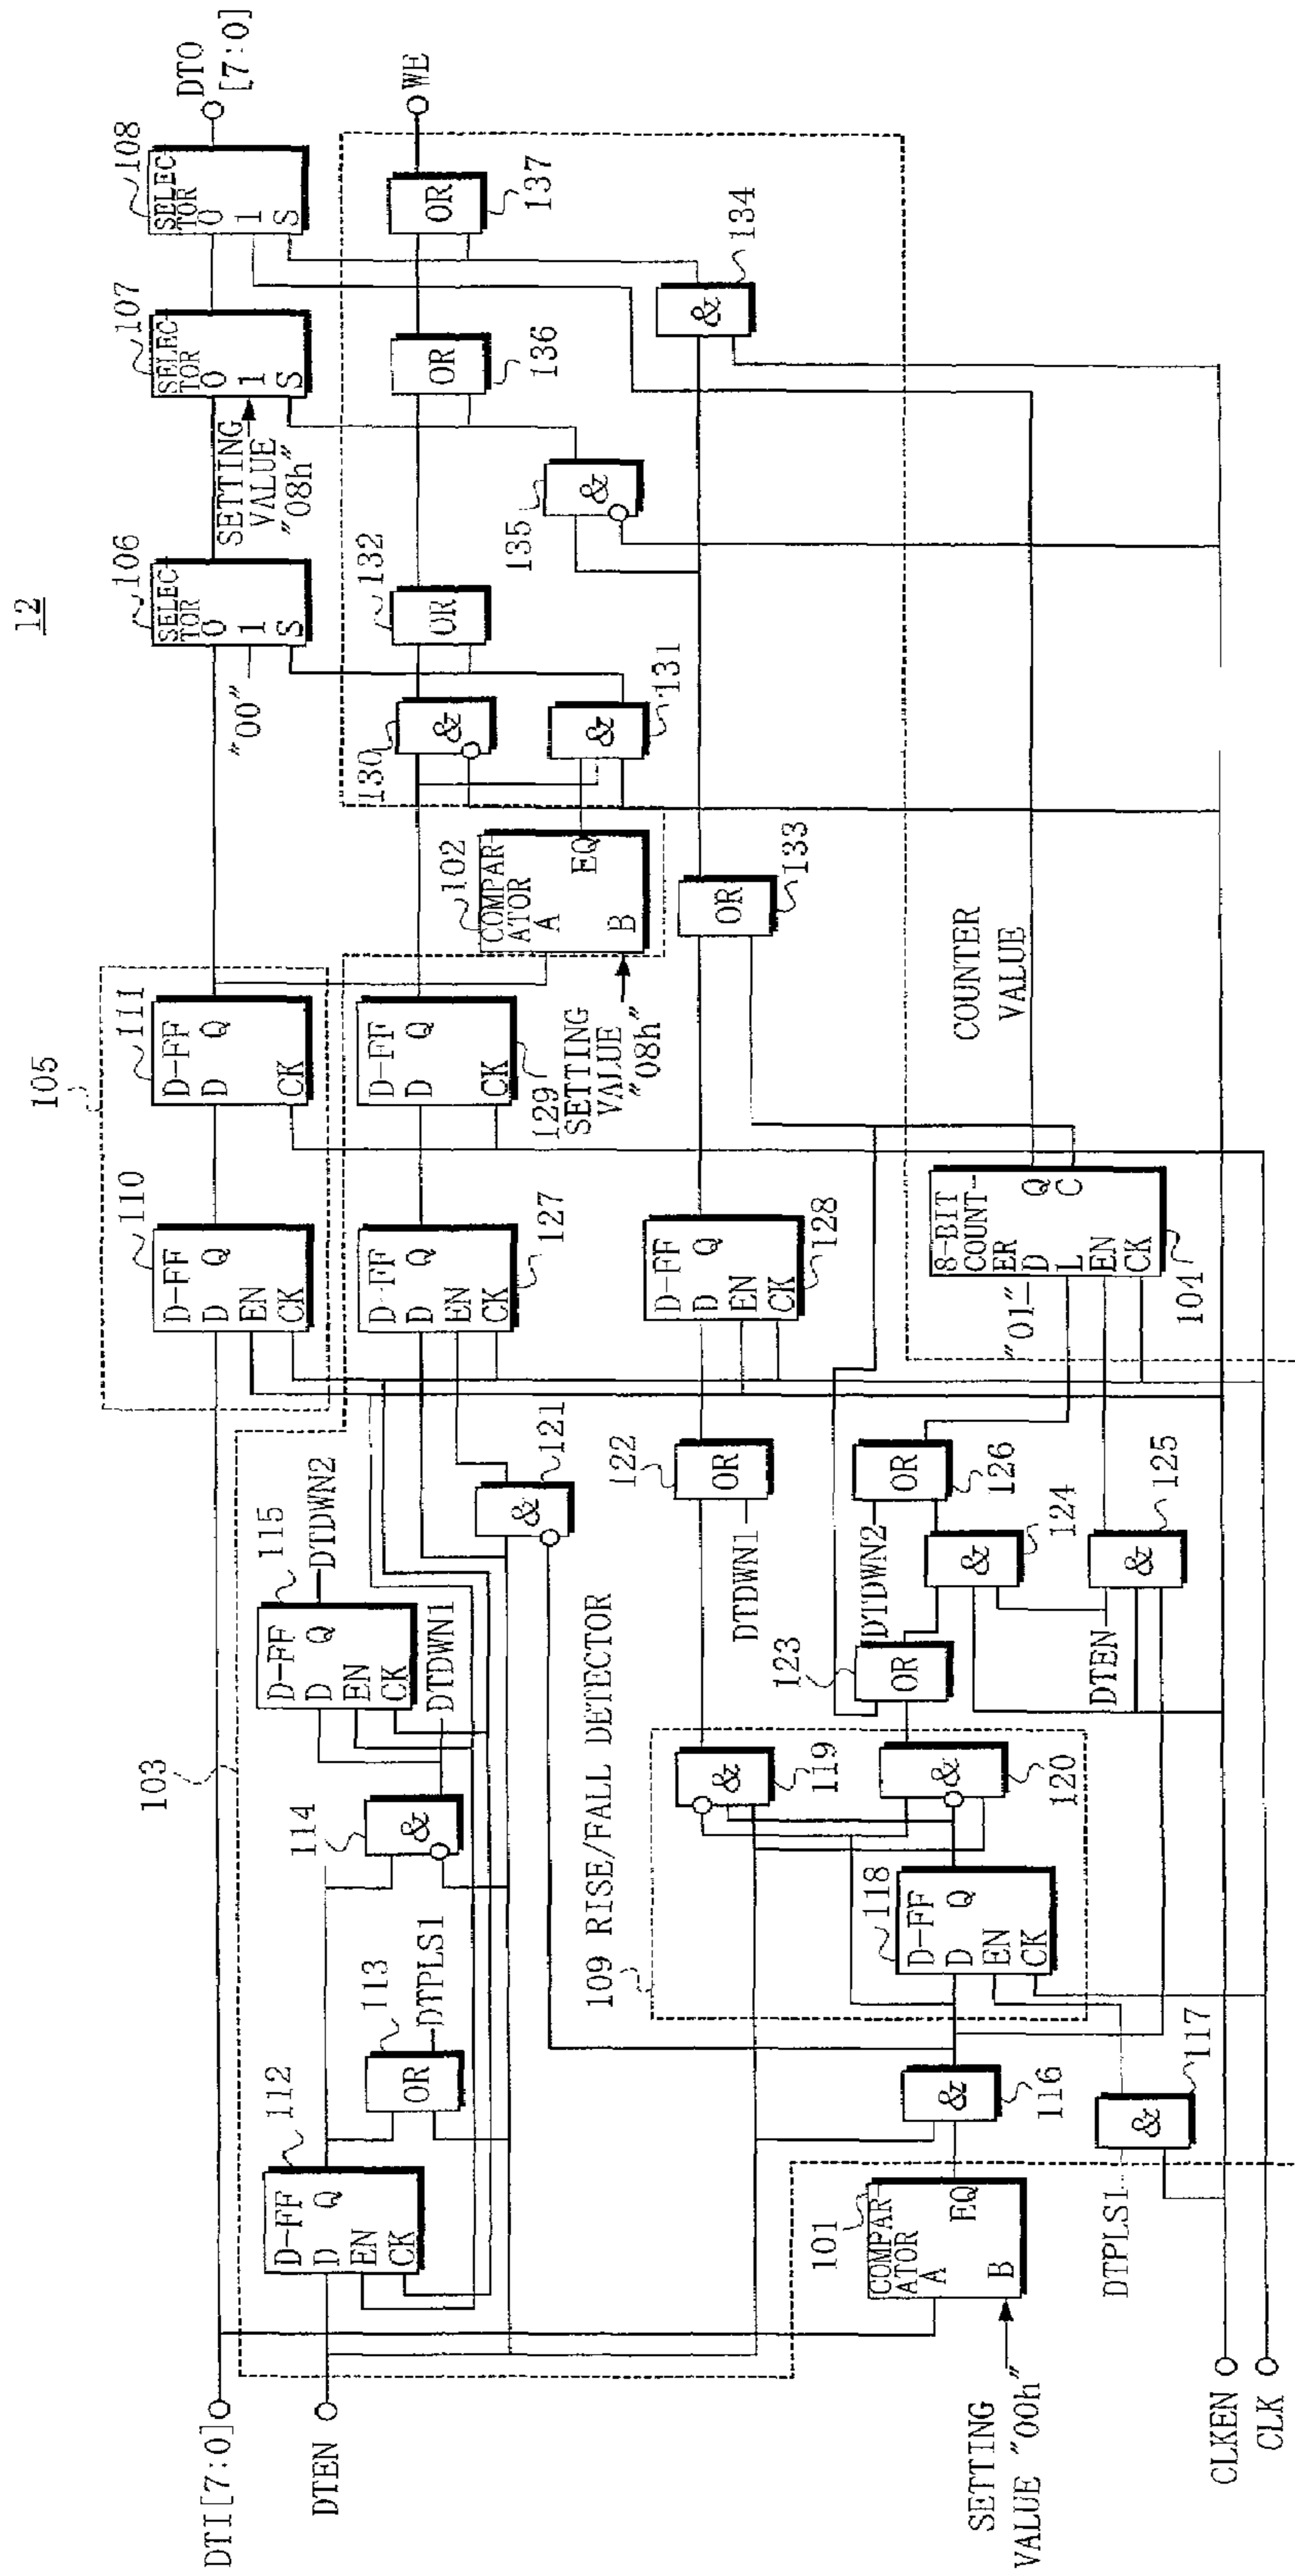 12
DTI[7:0]
DTEN
SETTING
VALUE "00h"
CLKEN
CLK
103
105
112
D-FF
D Q
EN
CK
113
OR
DTPLS1
114
&
DTDWN1
115
D-FF
D Q
EN
CK
DTDWN2
121
&
101
COMPAR-
ATOR
A
EQ
B
116
&
DTPLS1
117
&
109 RISE/FALL DETECTOR
118
D-FF
D Q
EN
CK
119
&
120
&
122
OR
DTDWN1
123
OR
DTDWN2
126
OR
124
&
DTEN
125
&
110
D-FF
D Q
EN
CK
111
D-FF
D Q
CK
127
D-FF
D Q
EN
CK
129
D-FF
D Q
CK
128
D-FF
D Q
EN
CK
"01"
8-BIT
COUNT-
ER
D Q
L C
EN
CK
104
COUNTER
VALUE
SETTING
VALUE
"08h"
102
COMPAR-
ATOR
A
EQ
B
133
OR
130
&
131
&
132
OR
"00"
106
SELEC-
TOR
0
1
S
SETTING
VALUE
"08h"
107
SELEC-
TOR
0
1
S
108
SELEC-
TOR
0
1
S
135
&
136
OR
134
&
137
OR
DTO
[7:0]
WE